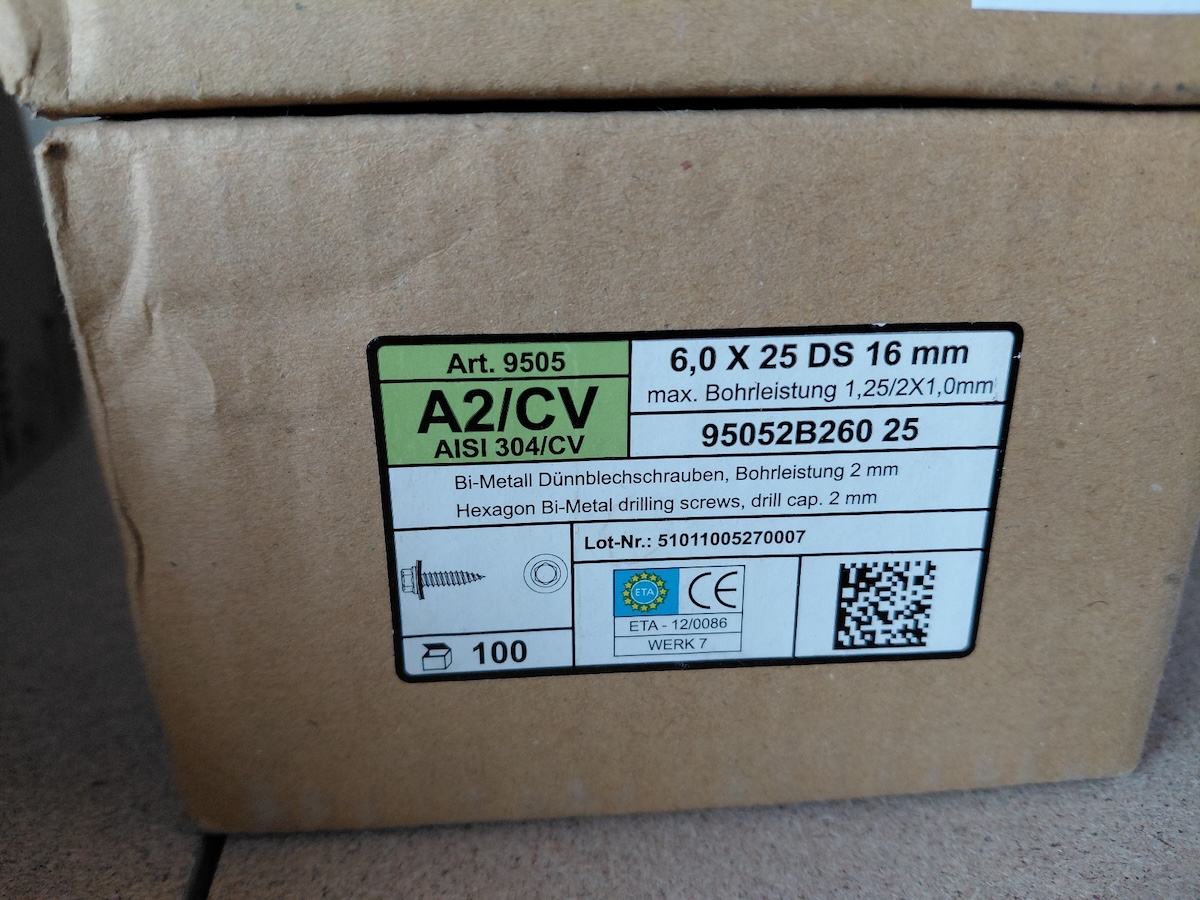 Art. 9505
A2/CV
AISI 304/CV
6,0 X 25 DS 16 mm
max. Bohrleistung 1,25/2X1,0mm
95052B260 25
Bi-Metall Dünnblechschrauben, Bohrleistung 2 mm
Hexagon Bi-Metal drilling screws, drill cap. 2 mm
Lot-Nr.: 51011005270007
ETA CE
ETA - 12/0086
WERK 7
100